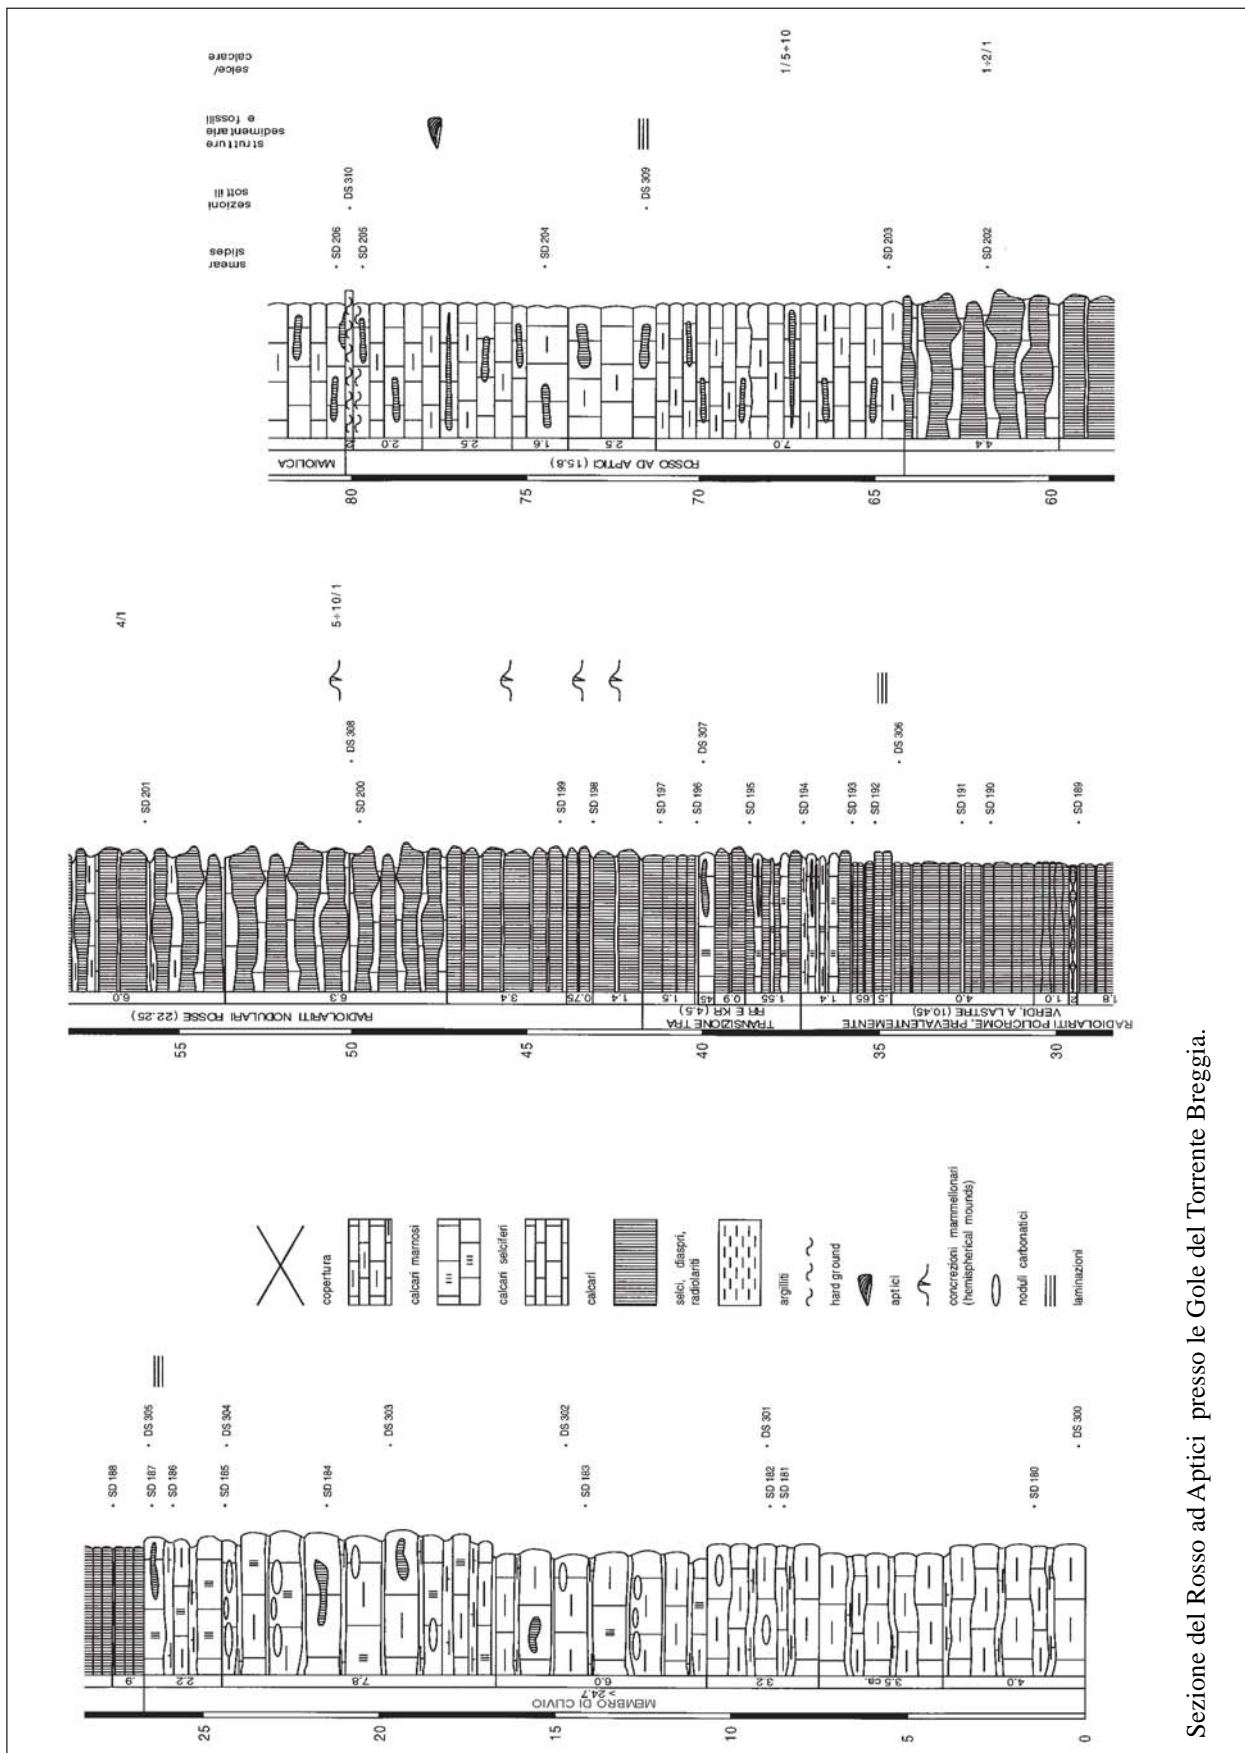 smear
slides
sezioni
sottili
strutture
sedimentarie
e fossili
selce/
calcare
MAIOLICA
ROSSO AD APTICI (15.8)
80
75
70
65
60
.2
2.0
2.5
1.6
2.5
7.0
4.4
SD 206
SD 205
SD 204
SD 203
SD 202
DS 310
DS 309
1/5÷10
1÷2/1
RADIOLARITI NODULARI ROSSE (22.25)
TRANSIZIONE TRA
RR E KR (4.5)
RADIOLARITI POLICROME, PREVALENTEMENTE
VERDI, A LASTRE (10.45)
55
50
45
40
35
30
6.0
6.3
3.4
0.75
1.4
1.5
.45
0.9
1.55
1.4
.65
.5
4.0
1.0
.2
1.8
SD 201
SD 200
SD 199
SD 198
SD 197
SD 196
SD 195
SD 194
SD 193
SD 192
SD 191
SD 190
SD 189
DS 308
DS 307
DS 306
4/1
5÷10/1
copertura
calcari marnosi
calcari selciferi
calcari
selci, diaspri,
radiolariti
argilliti
hard ground
aptici
concrezioni mammellonari
(hemispherical mounds)
noduli carbonatici
laminazioni
MEMBRO DI CLIVIO
> 24.7
25
20
15
10
5
0
.9
2.2
7.8
6.0
3.2
3.5 ca.
4.0
SD 188
SD 187
SD 186
SD 185
SD 184
SD 183
SD 182
SD 181
SD 180
DS 305
DS 304
DS 303
DS 302
DS 301
DS 300
Sezione del Rosso ad Aptici presso le Gole del Torrente Breggia.